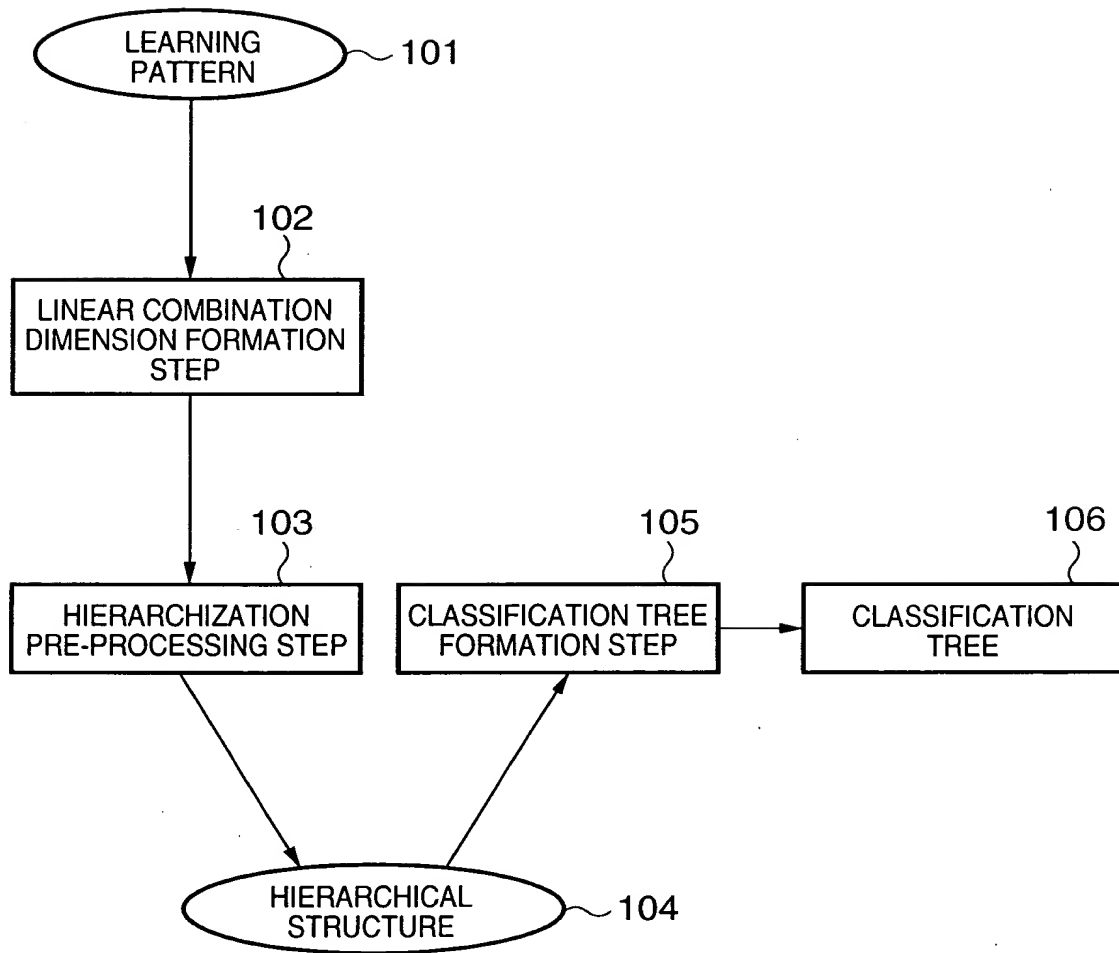 LEARNING
PATTERN
101
102
LINEAR COMBINATION
DIMENSION FORMATION
STEP
103
HIERARCHIZATION
PRE-PROCESSING STEP
105
CLASSIFICATION TREE
FORMATION STEP
106
CLASSIFICATION
TREE
HIERARCHICAL
STRUCTURE
104